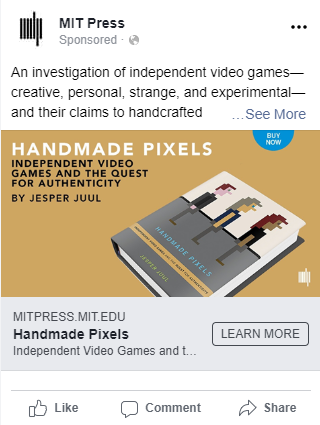 MIT Press
Sponsored ·
An investigation of independent video games—
creative, personal, strange, and experimental—
and their claims to handcrafted ...See More
BUY
NOW
HANDMADE PIXELS
INDEPENDENT VIDEO
GAMES AND THE QUEST
FOR AUTHENTICITY
BY JESPER JUUL
HANDMADE PIXELS
JESPER JUUL
HANDMADE PIXELS
MITPRESS.MIT.EDU
Handmade Pixels
Independent Video Games and t...
LEARN MORE
Like
Comment
Share